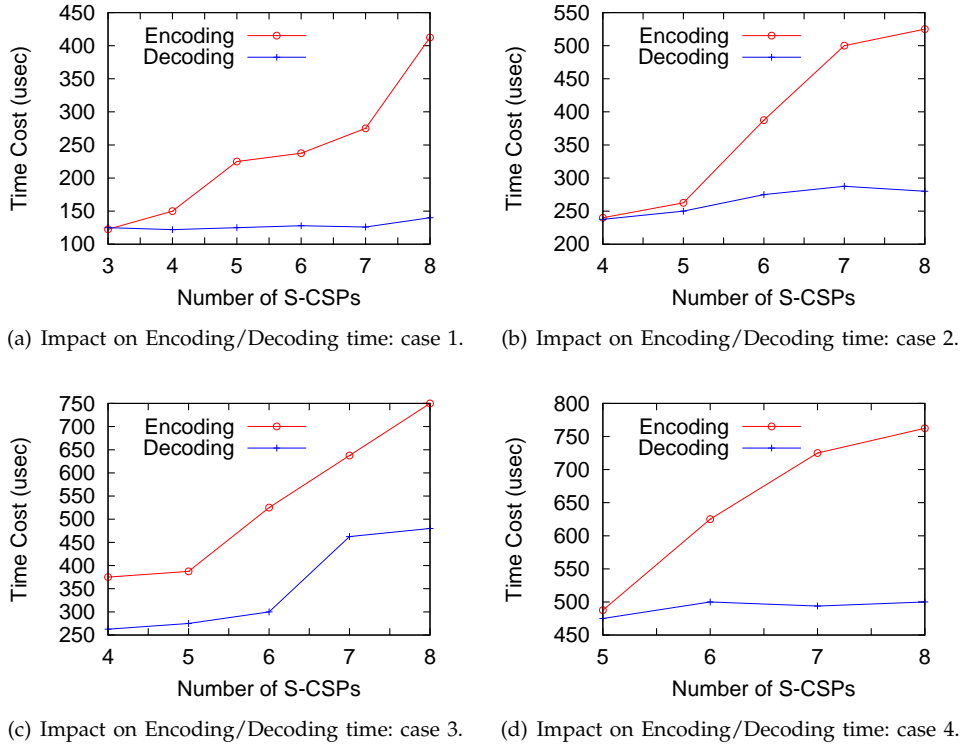 450
400
350
300
250
200
150
100
3 4 5 6 7 8
Time Cost (usec)
Number of S-CSPs
Encoding
Decoding
(a) Impact on Encoding/Decoding time: case 1.
550
500
450
400
350
300
250
200
4 5 6 7 8
Time Cost (usec)
Number of S-CSPs
Encoding
Decoding
(b) Impact on Encoding/Decoding time: case 2.
750
700
650
600
550
500
450
400
350
300
250
4 5 6 7 8
Time Cost (usec)
Number of S-CSPs
Encoding
Decoding
(c) Impact on Encoding/Decoding time: case 3.
800
750
700
650
600
550
500
450
5 6 7 8
Time Cost (usec)
Number of S-CSPs
Encoding
Decoding
(d) Impact on Encoding/Decoding time: case 4.